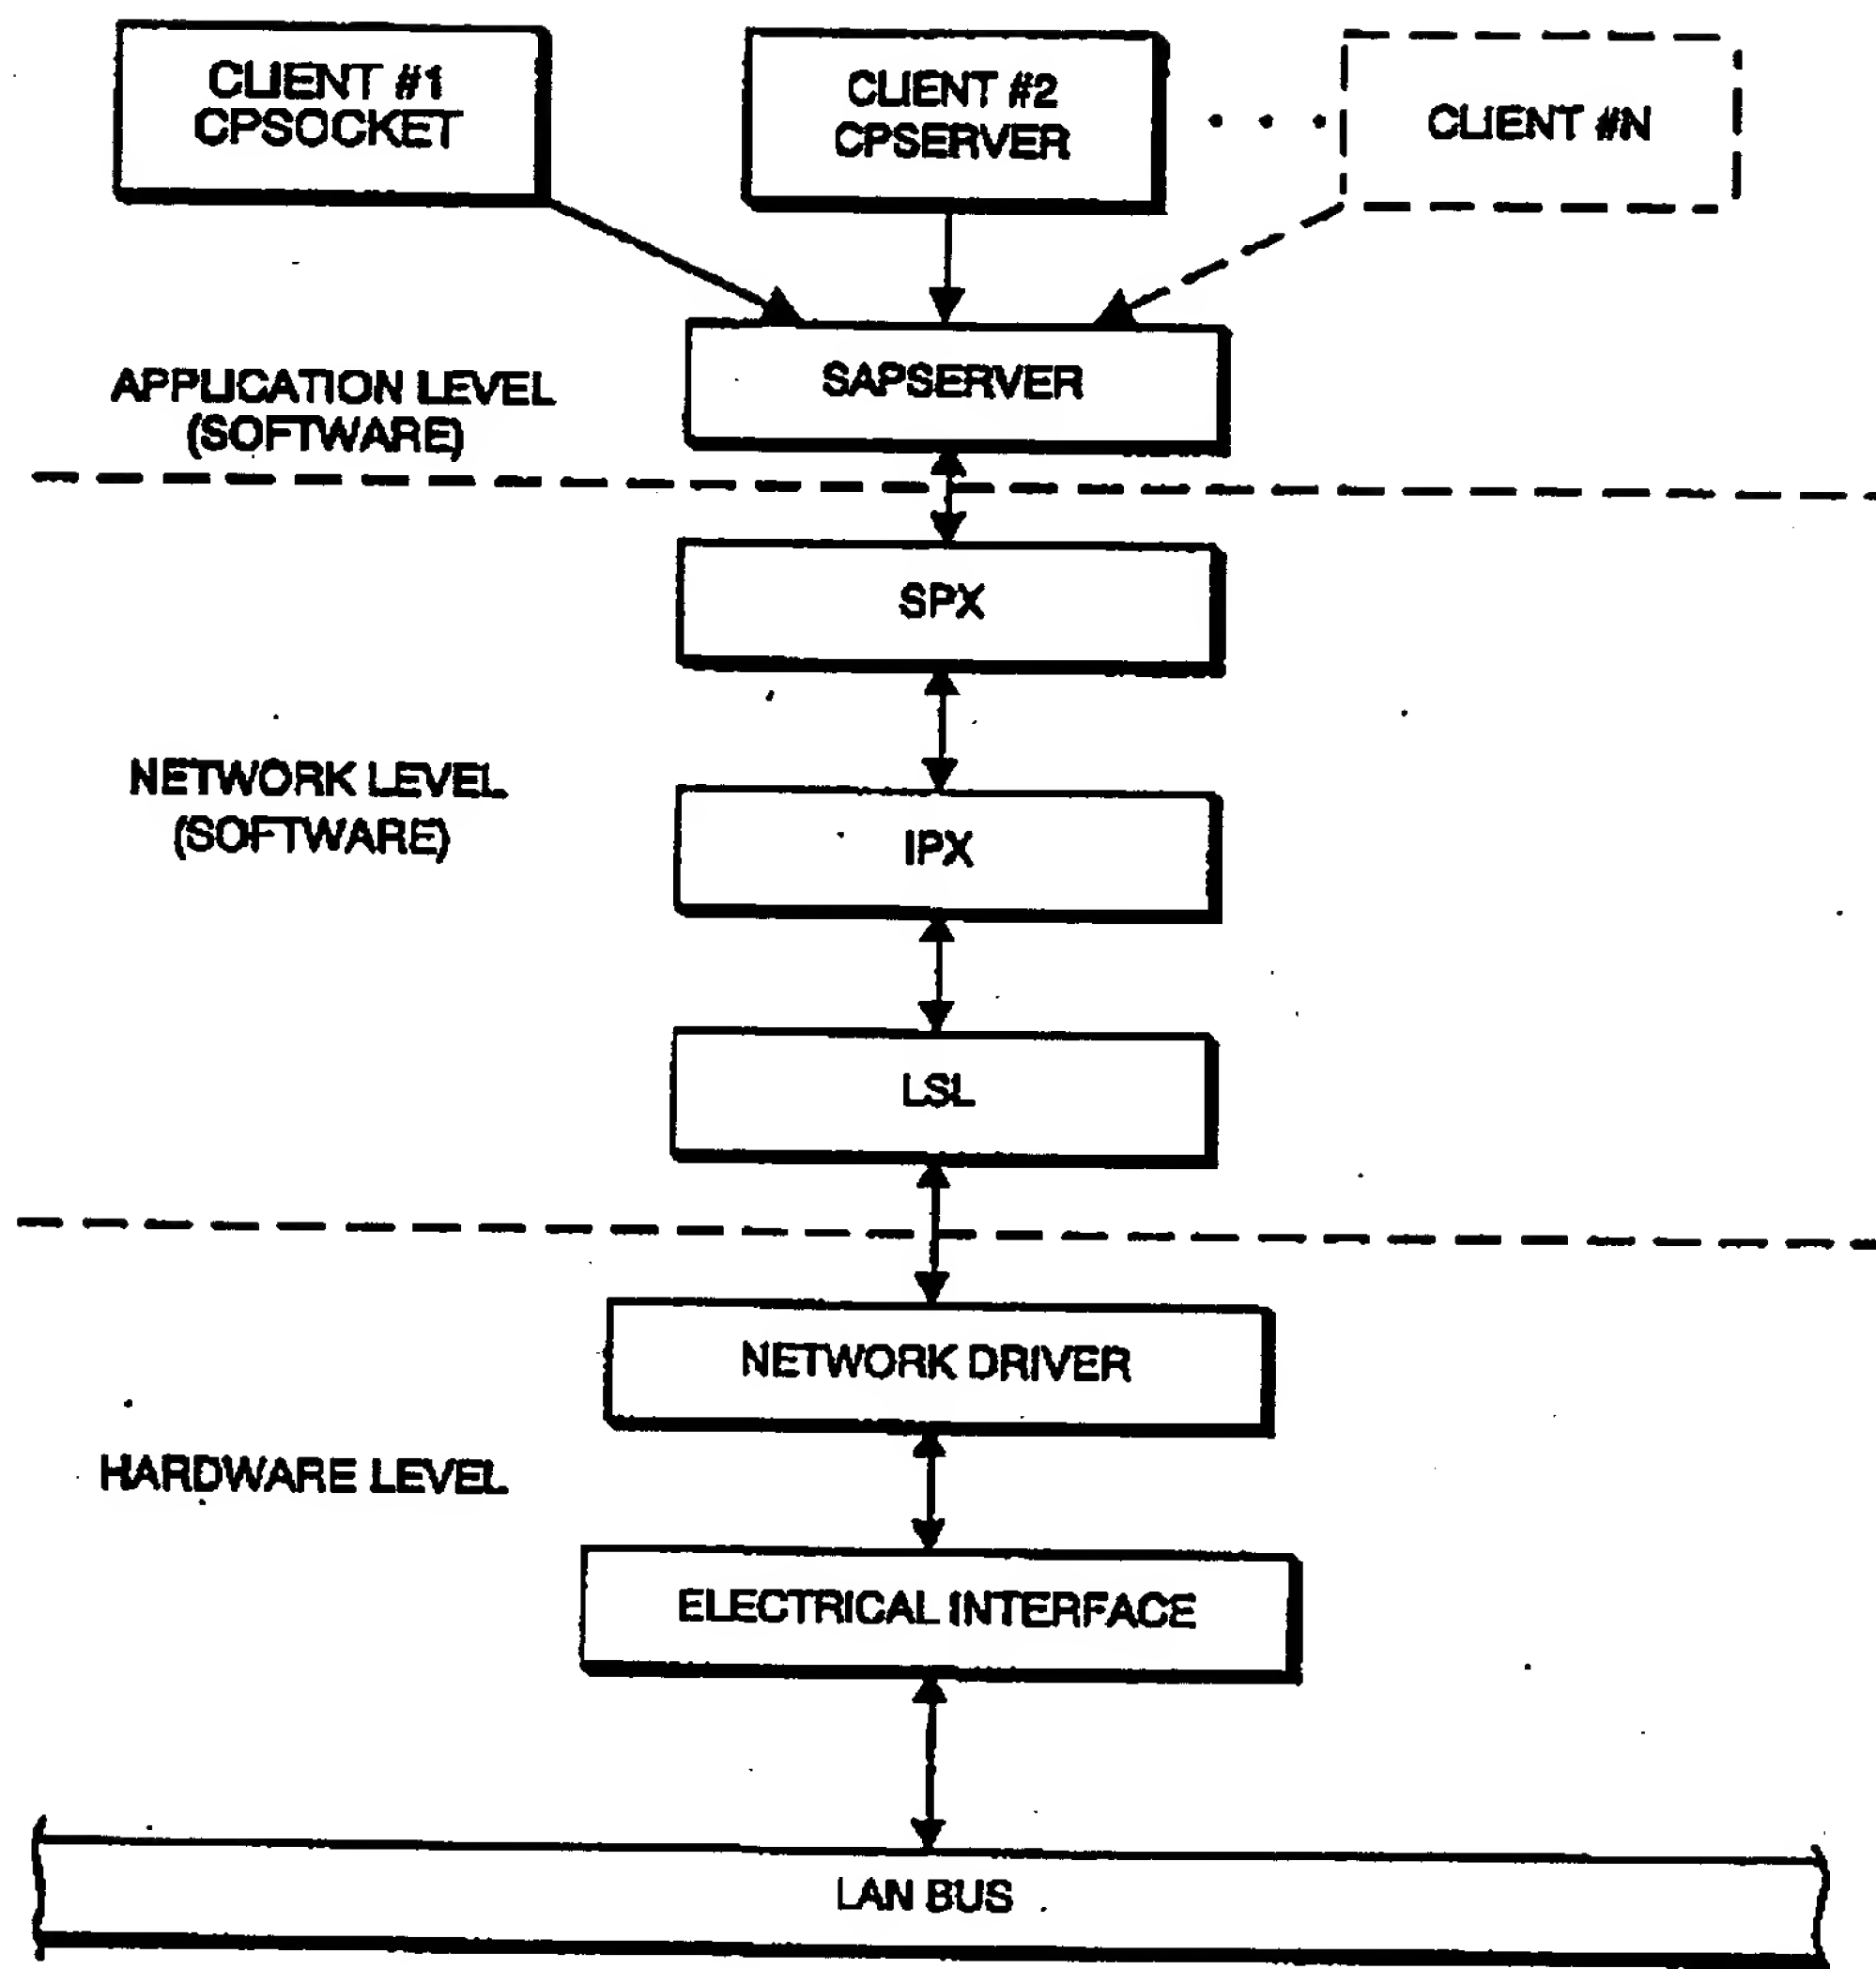 CLIENT #1
CPSOCKET
CLIENT #2
CPSERVER
CLIENT #N
SAPSERVER
APPLICATION LEVEL
(SOFTWARE)
SPX
NETWORK LEVEL
(SOFTWARE)
IPX
LSL
NETWORK DRIVER
HARDWARE LEVEL
ELECTRICAL INTERFACE
LAN BUS